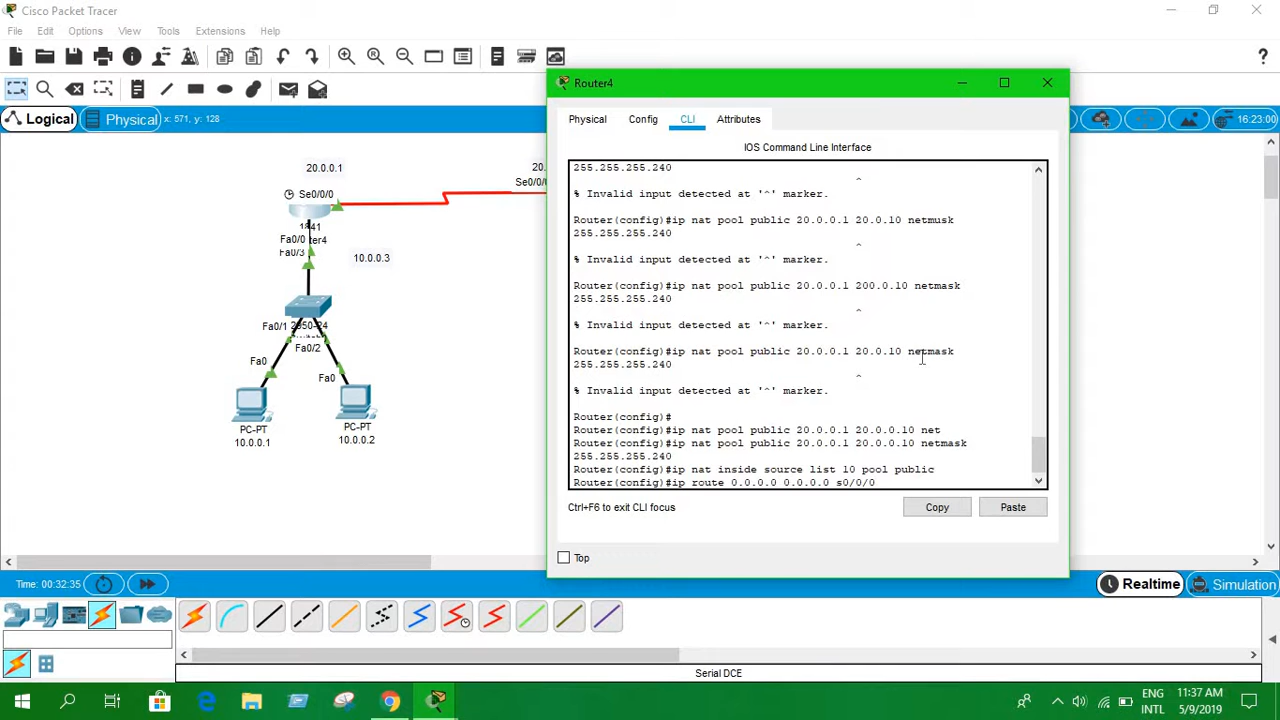 Cisco Packet Tracer
File Edit Options View Tools Extensions Help
?
Logical Physical x: 571, y: 128
16:23:00
Router4
Physical Config CLI Attributes
IOS Command Line Interface
255.255.255.240
^
% Invalid input detected at '^' marker.
Router(config)#ip nat pool public 20.0.0.1 20.0.10 netmusk
255.255.255.240
^
% Invalid input detected at '^' marker.
Router(config)#ip nat pool public 20.0.0.1 200.0.10 netmask
255.255.255.240
^
% Invalid input detected at '^' marker.
Router(config)#ip nat pool public 20.0.0.1 20.0.10 netmask
255.255.255.240
^
% Invalid input detected at '^' marker.
Router(config)#
Router(config)#ip nat pool public 20.0.0.1 20.0.0.10 net
Router(config)#ip nat pool public 20.0.0.1 20.0.0.10 netmask
255.255.255.240
Router(config)#ip nat inside source list 10 pool public
Router(config)#ip route 0.0.0.0 0.0.0.0 s0/0/0
Ctrl+F6 to exit CLI focus
Copy Paste
Top
20.0.0.1
20.
Se0/0/0
Se0/0/
Fa0/0
Fa0/3
10.0.0.3
Fa0/1
Fa0/2
Fa0
Fa0
PC-PT
10.0.0.1
PC-PT
10.0.0.2
Time: 00:32:35
Realtime Simulation
Serial DCE
ENG
INTL
11:37 AM
5/9/2019